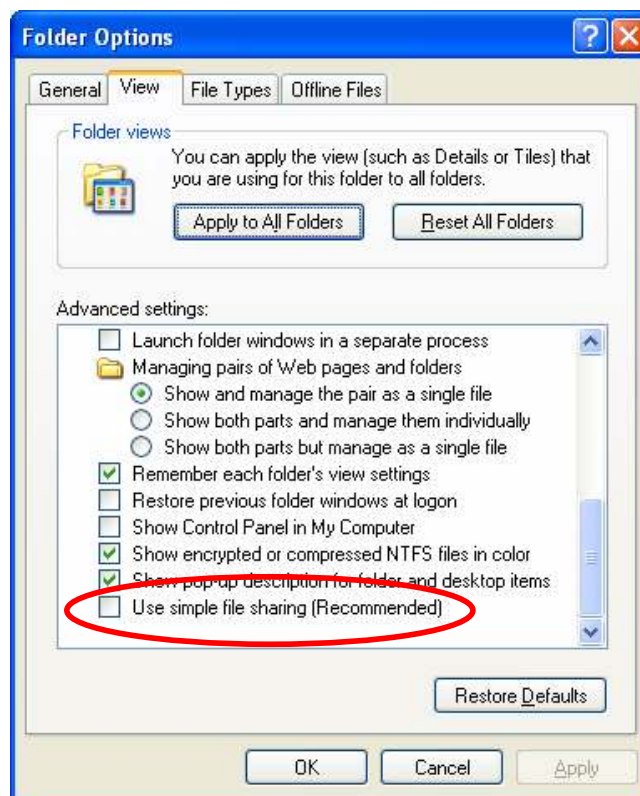 Folder Options
General View File Types Offline Files
Folder views
You can apply the view (such as Details or Tiles) that
you are using for this folder to all folders.
Apply to All Folders Reset All Folders
Advanced settings:
Launch folder windows in a separate process
Managing pairs of Web pages and folders
Show and manage the pair as a single file
Show both parts and manage them individually
Show both parts but manage as a single file
Remember each folder's view settings
Restore previous folder windows at logon
Show Control Panel in My Computer
Show encrypted or compressed NTFS files in color
Show pop-up description for folder and desktop items
Use simple file sharing (Recommended)
Restore Defaults
OK Cancel Apply